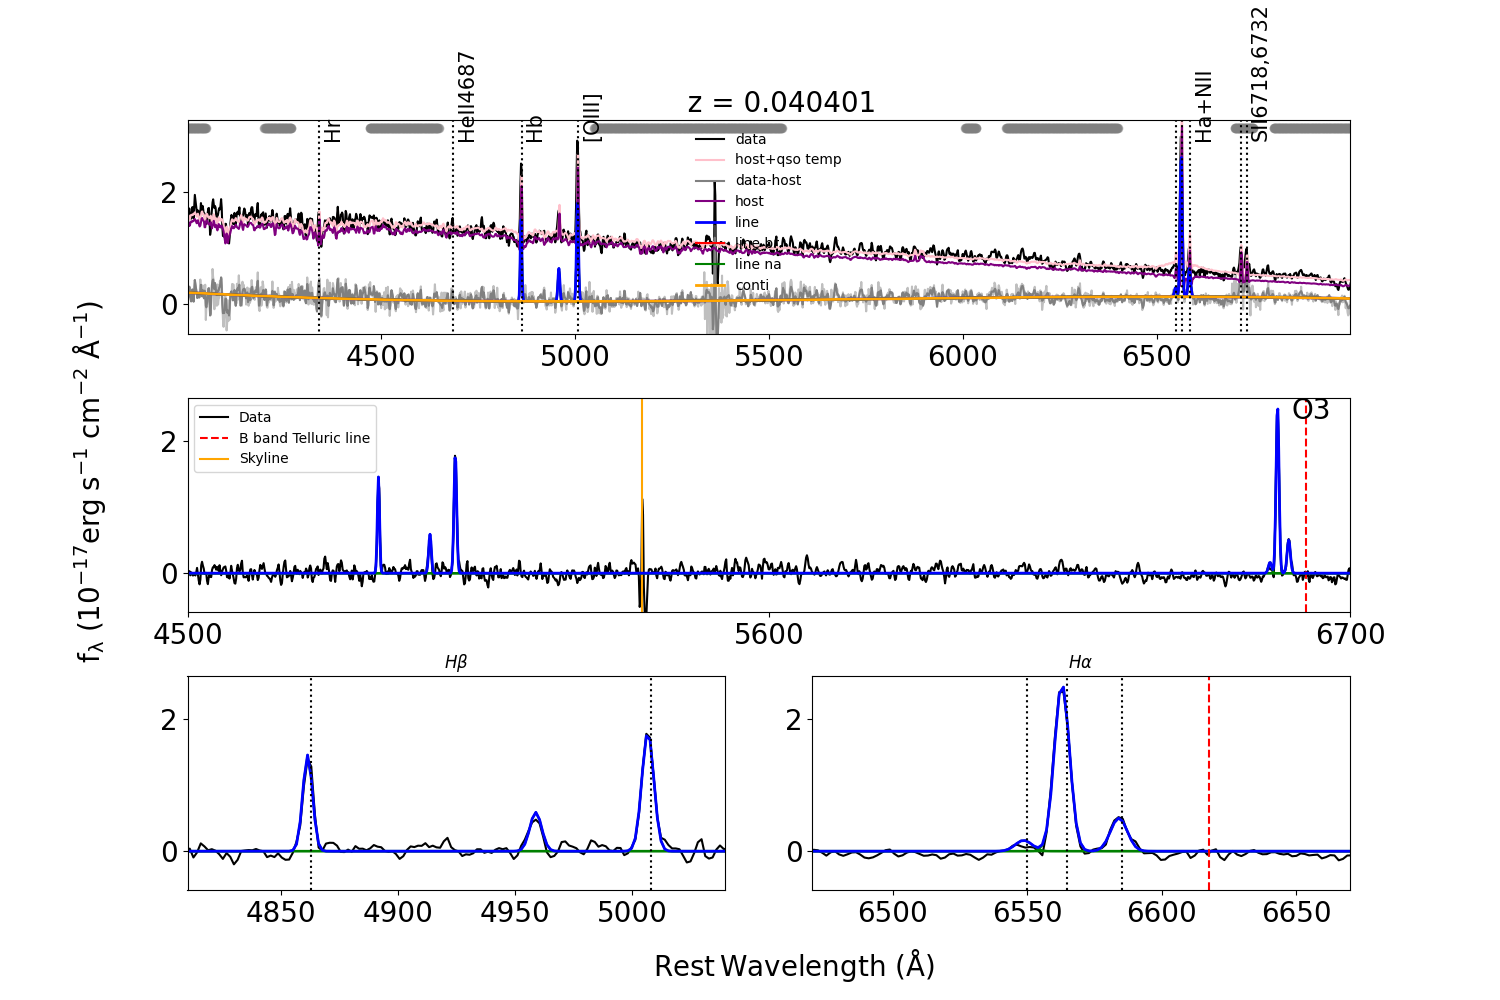 z = 0.040401
Hr
HeII4687
Hb
[OIII]
Ha+NII
SII6718,6732
data
host+qso temp
data-host
host
line
line br
line na
conti
2
0
4500
5000
5500
6000
6500
Data
B band Telluric line
Skyline
O3
2
0
4500
5600
6700
fλ (10−17erg s−1 cm−2 Å−1)
Hβ
2
0
4850
4900
4950
5000
Hα
2
0
6500
6550
6600
6650
Rest Wavelength (Å)